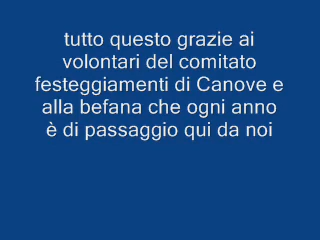 tutto questo grazie ai
volontari del comitato
festeggiamenti di Canove e
alla befana che ogni anno
è di passaggio qui da noi